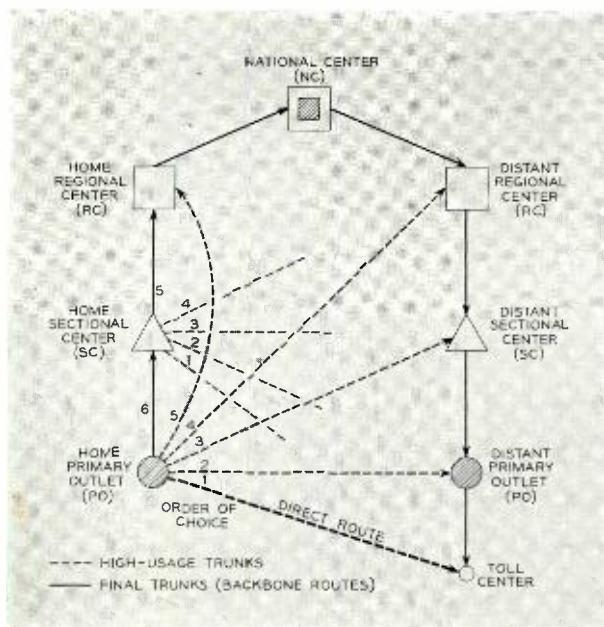 NATIONAL CENTER
(NC)
HOME
REGIONAL
CENTER
(RC)
DISTANT
REGIONAL
CENTER
(RC)
5
4
3
2
1
HOME
SECTIONAL
CENTER
(SC)
DISTANT
SECTIONAL
CENTER
(SC)
6
5
4
3
2
1
HOME
PRIMARY
OUTLET
(PO)
DISTANT
PRIMARY
OUTLET
(PO)
ORDER OF
CHOICE
DIRECT ROUTE
TOLL
CENTER
HIGH-USAGE TRUNKS
FINAL TRUNKS (BACKBONE ROUTES)